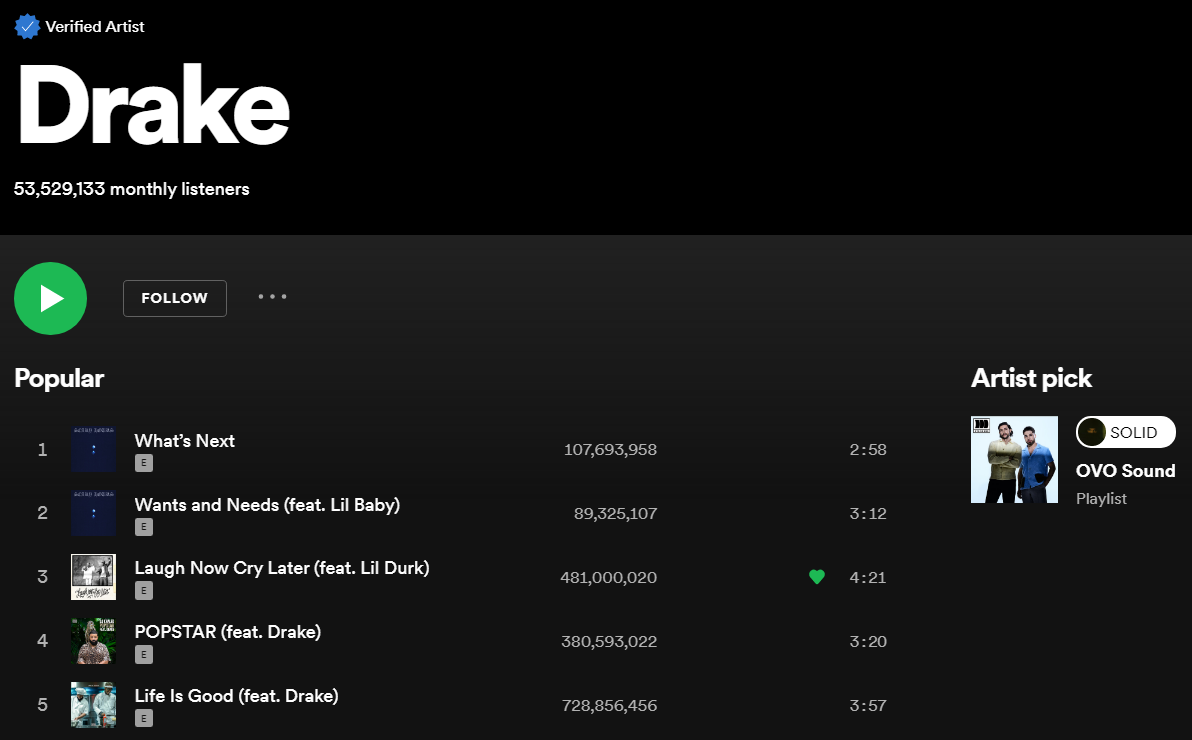 Verified Artist
Drake
53,529,133 monthly listeners
FOLLOW
Popular
1 What's Next 107,693,958 2:58
E
2 Wants and Needs (feat. Lil Baby) 89,325,107 3:12
E
3 Laugh Now Cry Later (feat. Lil Durk) 481,000,020 4:21
E
4 POPSTAR (feat. Drake) 380,593,022 3:20
E
5 Life Is Good (feat. Drake) 728,856,456 3:57
E
Artist pick
SOLID
OVO Sound
Playlist